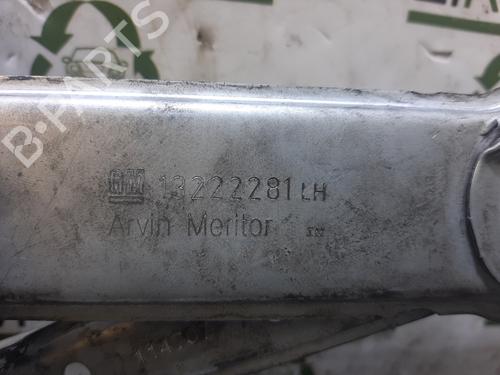 B-PARTS
GM 13222281 LH
Arvin Meritor